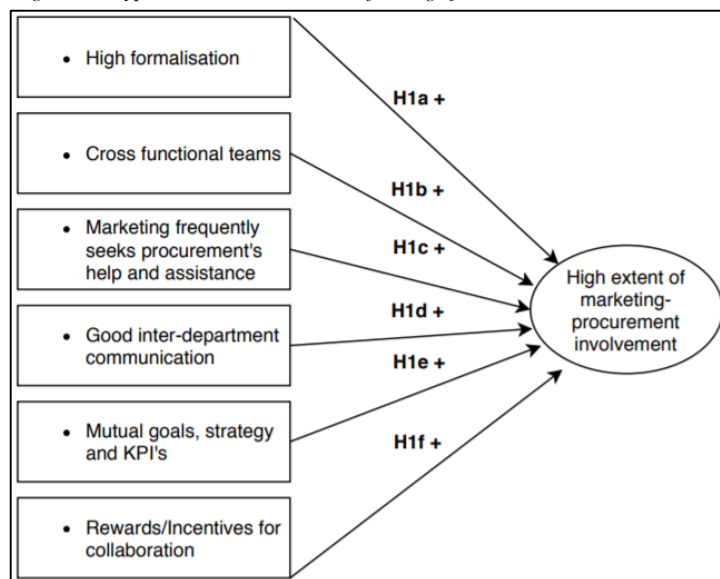 • High formalisation
H1a +
• Cross functional teams
H1b +
• Marketing frequently
seeks procurement's
help and assistance
H1c +
High extent of
marketing-
procurement
involvement
H1d +
• Good inter-department
communication
H1e +
• Mutual goals, strategy
and KPI's
H1f +
• Rewards/Incentives for
collaboration